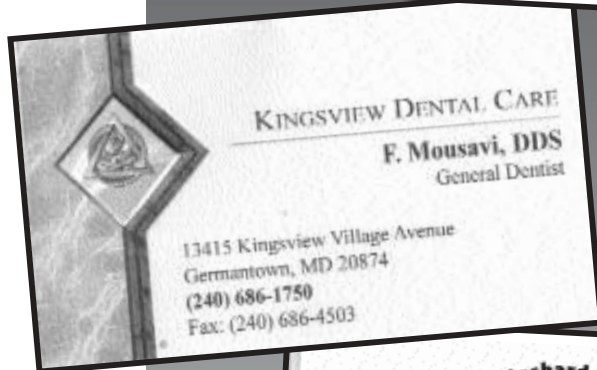 KINGSVIEW DENTAL CARE
F. Mousavi, DDS
General Dentist
13415 Kingsview Village Avenue
Germantown, MD 20874
(240) 686-1750
Fax: (240) 686-4503